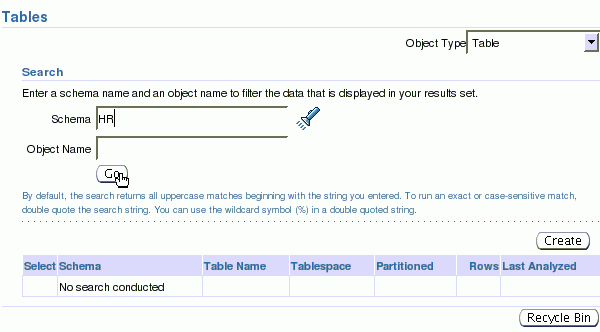 Tables
Object Type Table
Search
Enter a schema name and an object name to filter the data that is displayed in your results set.
Schema HR
Object Name
Go
By default, the search returns all uppercase matches beginning with the string you entered. To run an exact or case-sensitive match,
double quote the search string. You can use the wildcard symbol (%) in a double quoted string.
Create
Select Schema Table Name Tablespace Partitioned Rows Last Analyzed
No search conducted
Recycle Bin